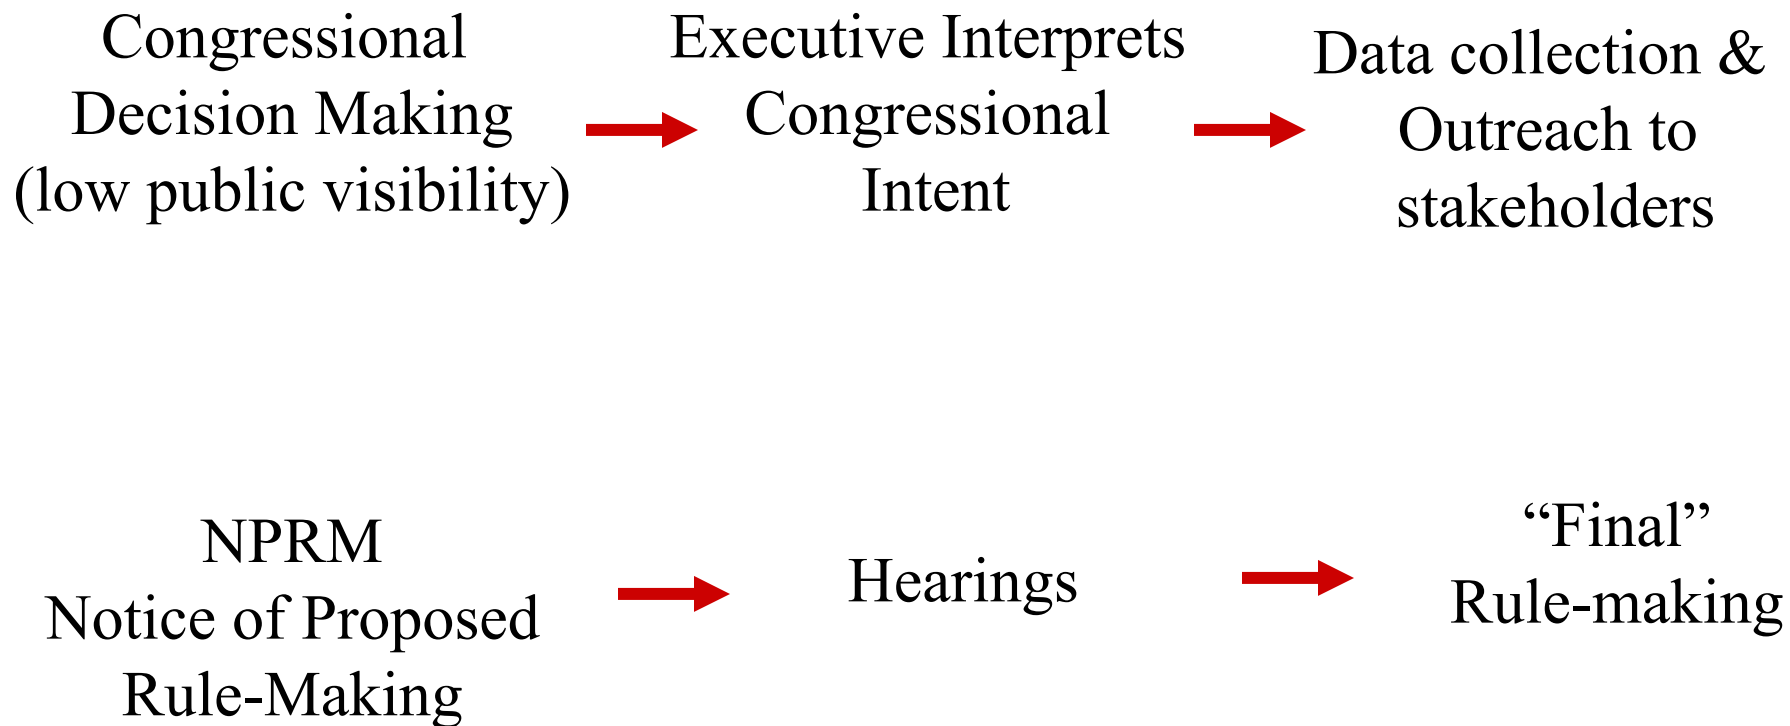 Congressional
Decision Making
(low public visibility)
Executive Interprets
Congressional
Intent
Data collection &
Outreach to
stakeholders
NPRM
Notice of Proposed
Rule-Making
Hearings
“Final”
Rule-making